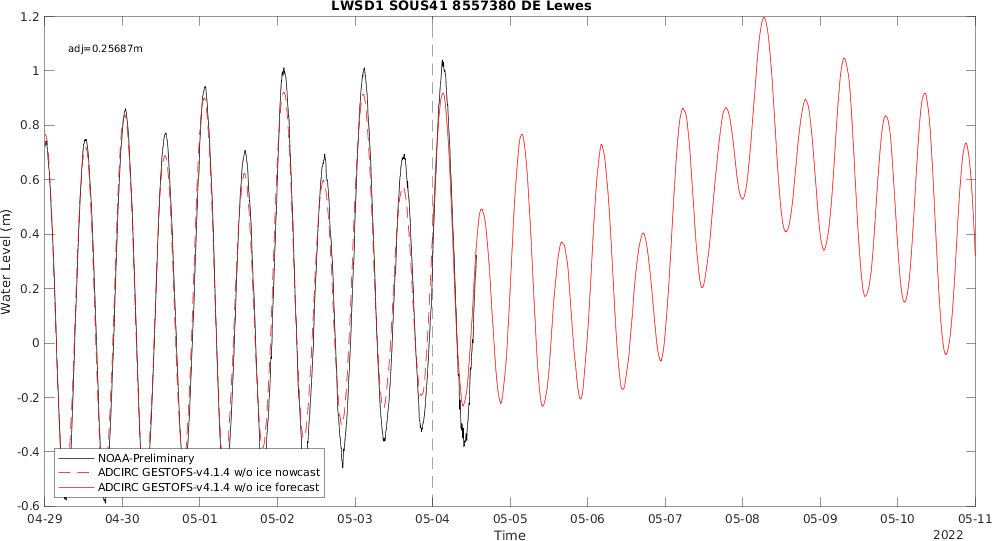 LWSD1 SOUS41 8557380 DE Lewes
adj=0.25687m
1.2
1
0.8
0.6
0.4
0.2
0
-0.2
-0.4
-0.6
Water Level (m)
NOAA-Preliminary
ADCIRC GESTOFS-v4.1.4 w/o ice nowcast
ADCIRC GESTOFS-v4.1.4 w/o ice forecast
04-29 04-30 05-01 05-02 05-03 05-04 05-05 05-06 05-07 05-08 05-09 05-10 05-11
Time
2022